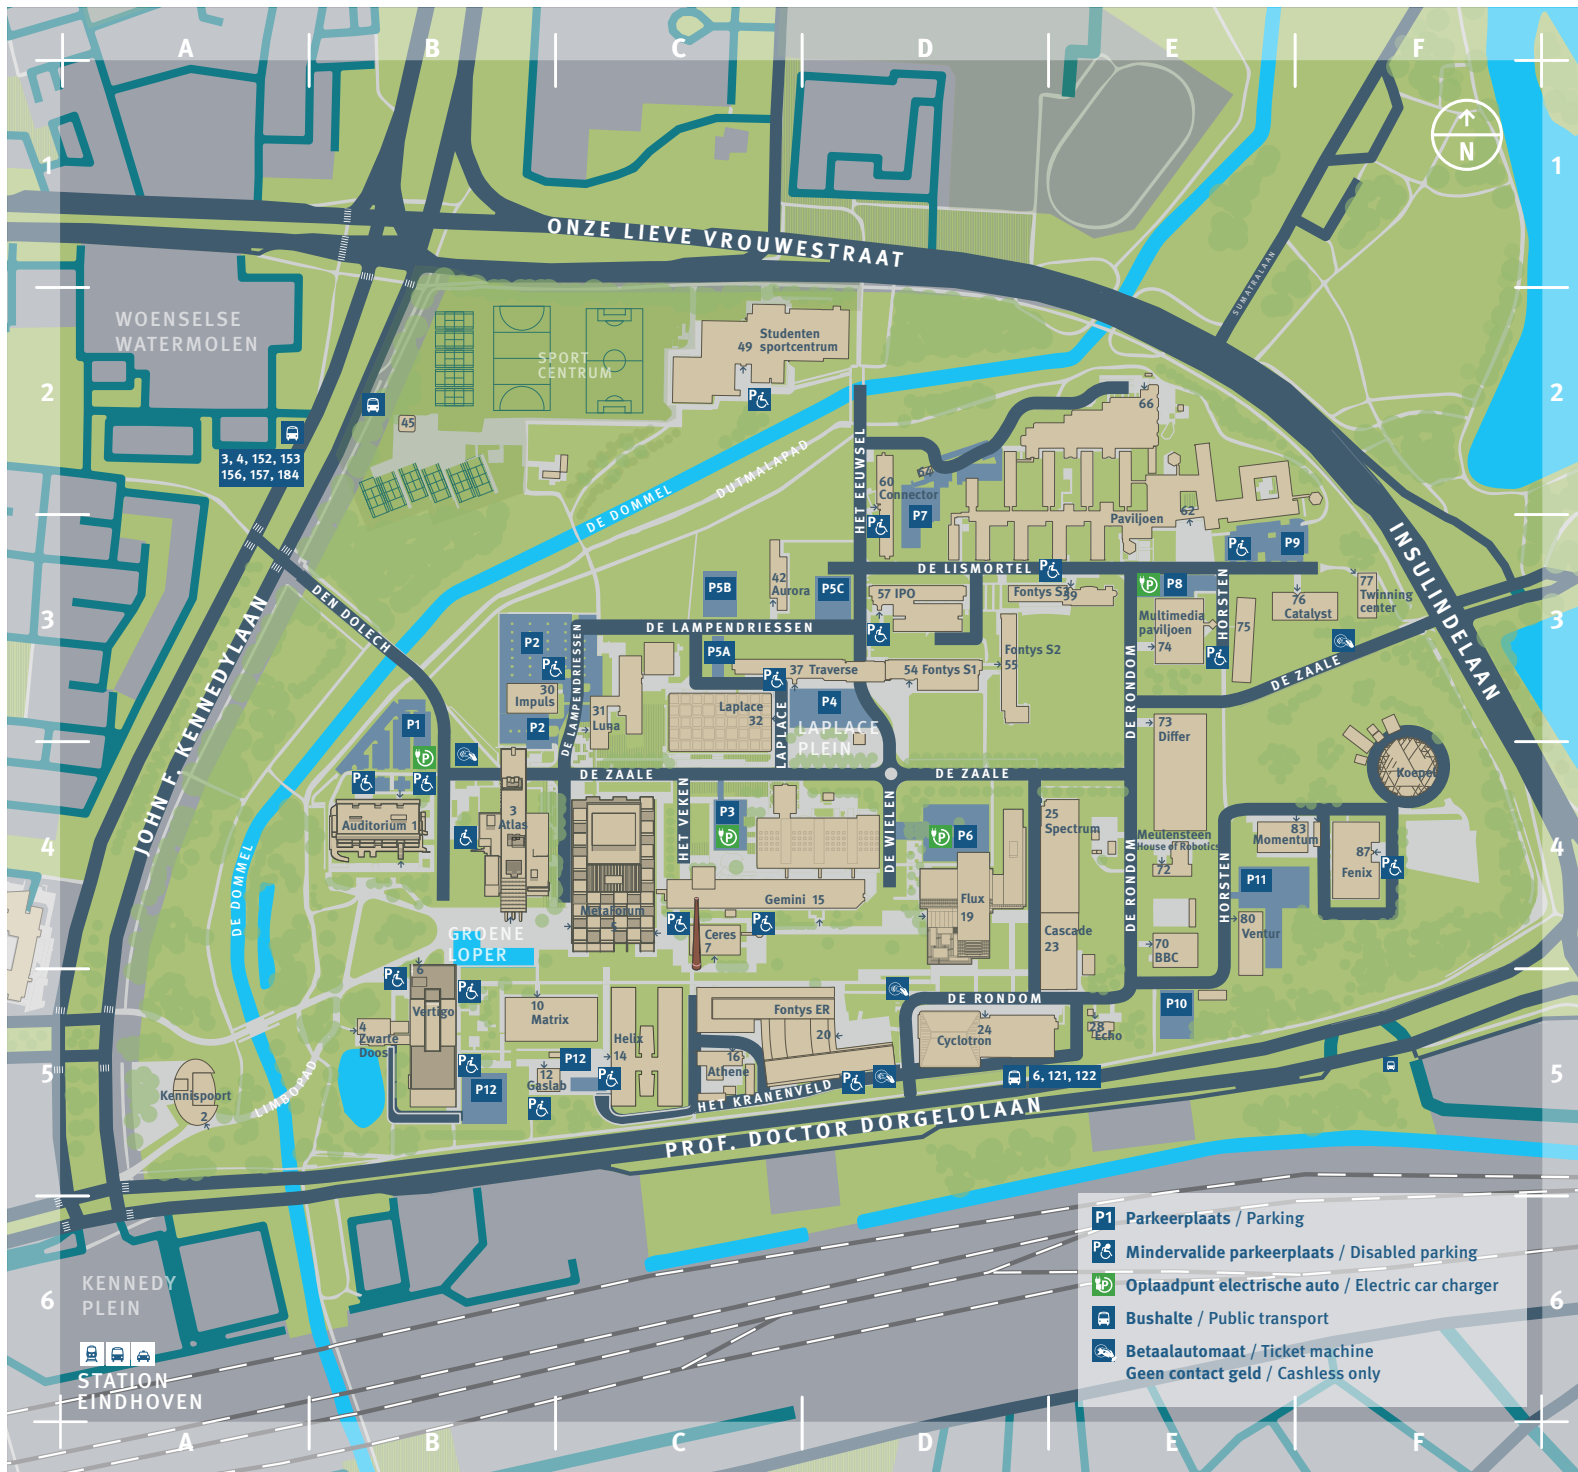 A
B
C
D
E
F
N
1
1
ONZE LIEVE VROUWESTRAAT
SUMATRALAAN
WOENSELSE
WATERMOLEN
SPORT
CENTRUM
49
Studenten
sportcentrum
2
2
45
66
3, 4, 152, 153
156, 157, 184
DE DOMMEL
DUTMALAPAD
HET EEUWSEL
64
60
Connector
P7
Paviljoen
62
P9
INSULINDELAAN
JOHN F. KENNEDYLAAN
DEN DOLECH
3
3
P5B
42
Aurora
P5C
DE LISMORTEL
57 IPO
Fontys S3
39
P8
HORSTEN
77
Twinning
center
76
Catalyst
75
Multimedia
paviljoen
74
P2
DE LAMPENDRIESSEN
DE LAMPENDRIESSEN
P5A
37 Traverse
54 Fontys S1
Fontys S2
55
DE RONDOM
DE ZAALE
30
Impuls
P2
31
Luna
Laplace
32
P4
LAPLACE
PLEIN
LAPLACE
P1
73
Differ
Koepel
DE ZAALE
DE ZAALE
4
4
Auditorium 1
3
Atlas
HET VEKEN
P3
DE WIELEN
P6
25
Spectrum
Meulensteen
House of Robotics
72
DE RONDOM
HORSTEN
83
Momentum
87
Fenix
P11
DE DOMMEL
MetaForum
5
Gemini 15
Flux
19
Ceres
7
Cascade
23
80
Ventur
70
BBC
GROENE
LOPER
6
Vertigo
4
Zwarte
Doos
10
Matrix
Helix
14
Fontys ER
20
DE RONDOM
24
Cyclotron
28
Echo
P10
5
5
Kennispoort
2
LIMBOPAD
P12
12
Gaslab
P12
16
Athene
HET KRANENVELD
6, 121, 122
PROF. DOCTOR DORGELOLAAN
P1 Parkeerplaats / Parking
P Mindervalide parkeerplaats / Disabled parking
P Oplaadpunt electrische auto / Electric car charger
Bushalte / Public transport
Betaalautomaat / Ticket machine
Geen contact geld / Cashless only
KENNEDY
PLEIN
6
6
STATION
EINDHOVEN
A
B
C
D
E
F